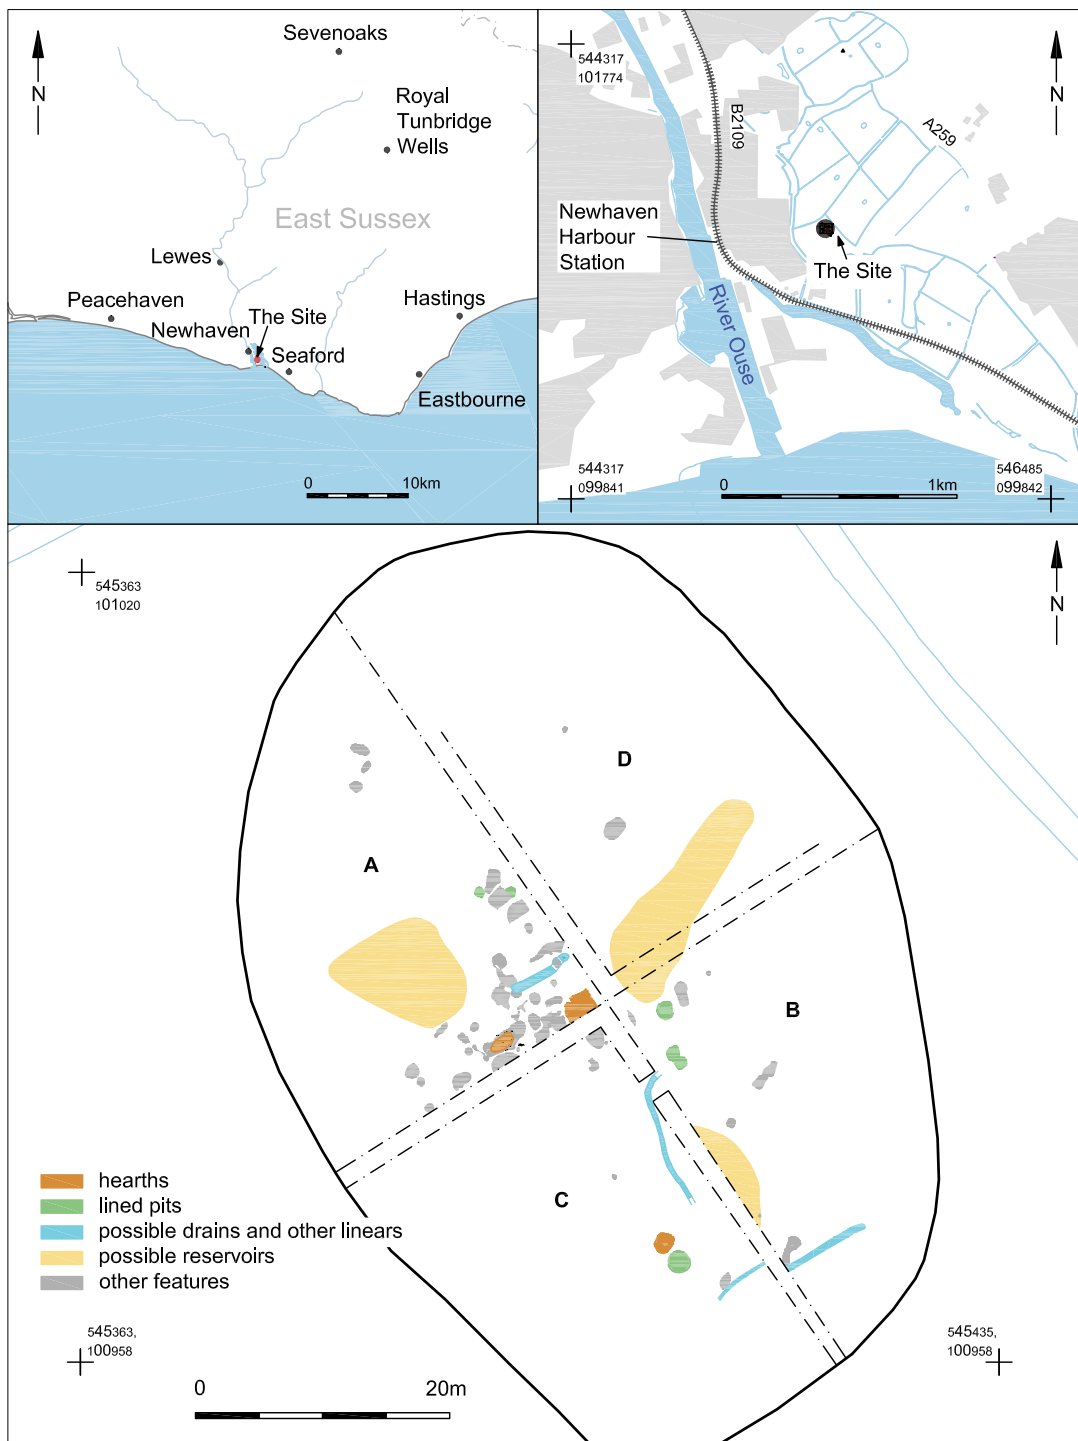 N
Sevenoaks
Royal
Tunbridge
Wells
East Sussex
Lewes
Peacehaven
Hastings
Newhaven
The Site
Seaford
Eastbourne
0 10km
544317
101774
B2109
A259
N
Newhaven
Harbour
Station
The Site
River Ouse
544317
099841
546485
099842
0 1km
545363
101020
N
D
A
B
C
hearths
lined pits
possible drains and other linears
possible reservoirs
other features
545363,
100958
545435,
100958
0 20m